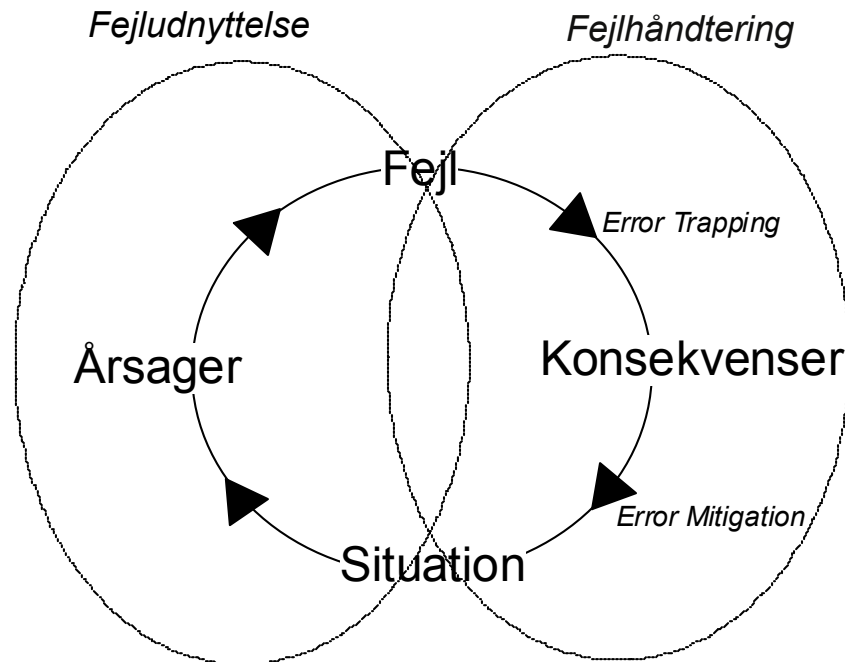 Fejludnyttelse
Fejlhåndtering
Fejl
Error Trapping
Årsager
Konsekvenser
Error Mitigation
Situation